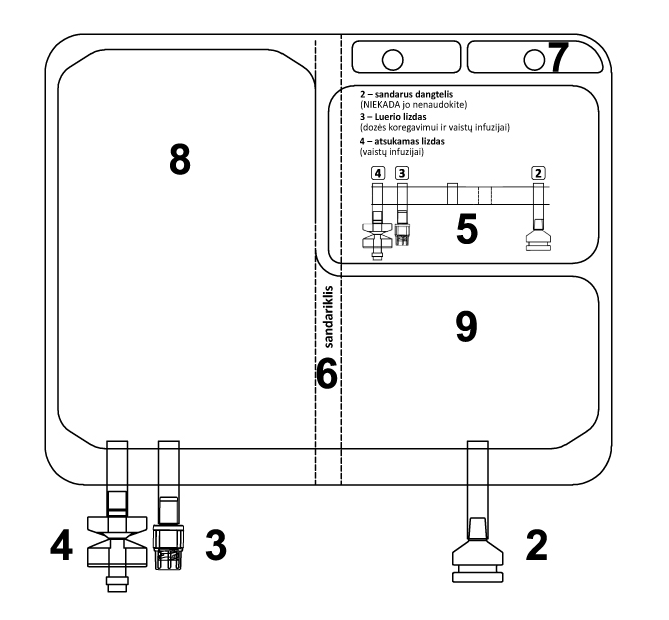 7
2 – sandarus dangtelis
(NIEKADA jo nenaudokite)
3 – Luerio lizdas
(dozės koregavimui ir vaistų infuzijai)
4 – atsukamas lizdas
(vaistų infuzijai)
8
4 3 2
5
sandariklis
9
6
4 3 2